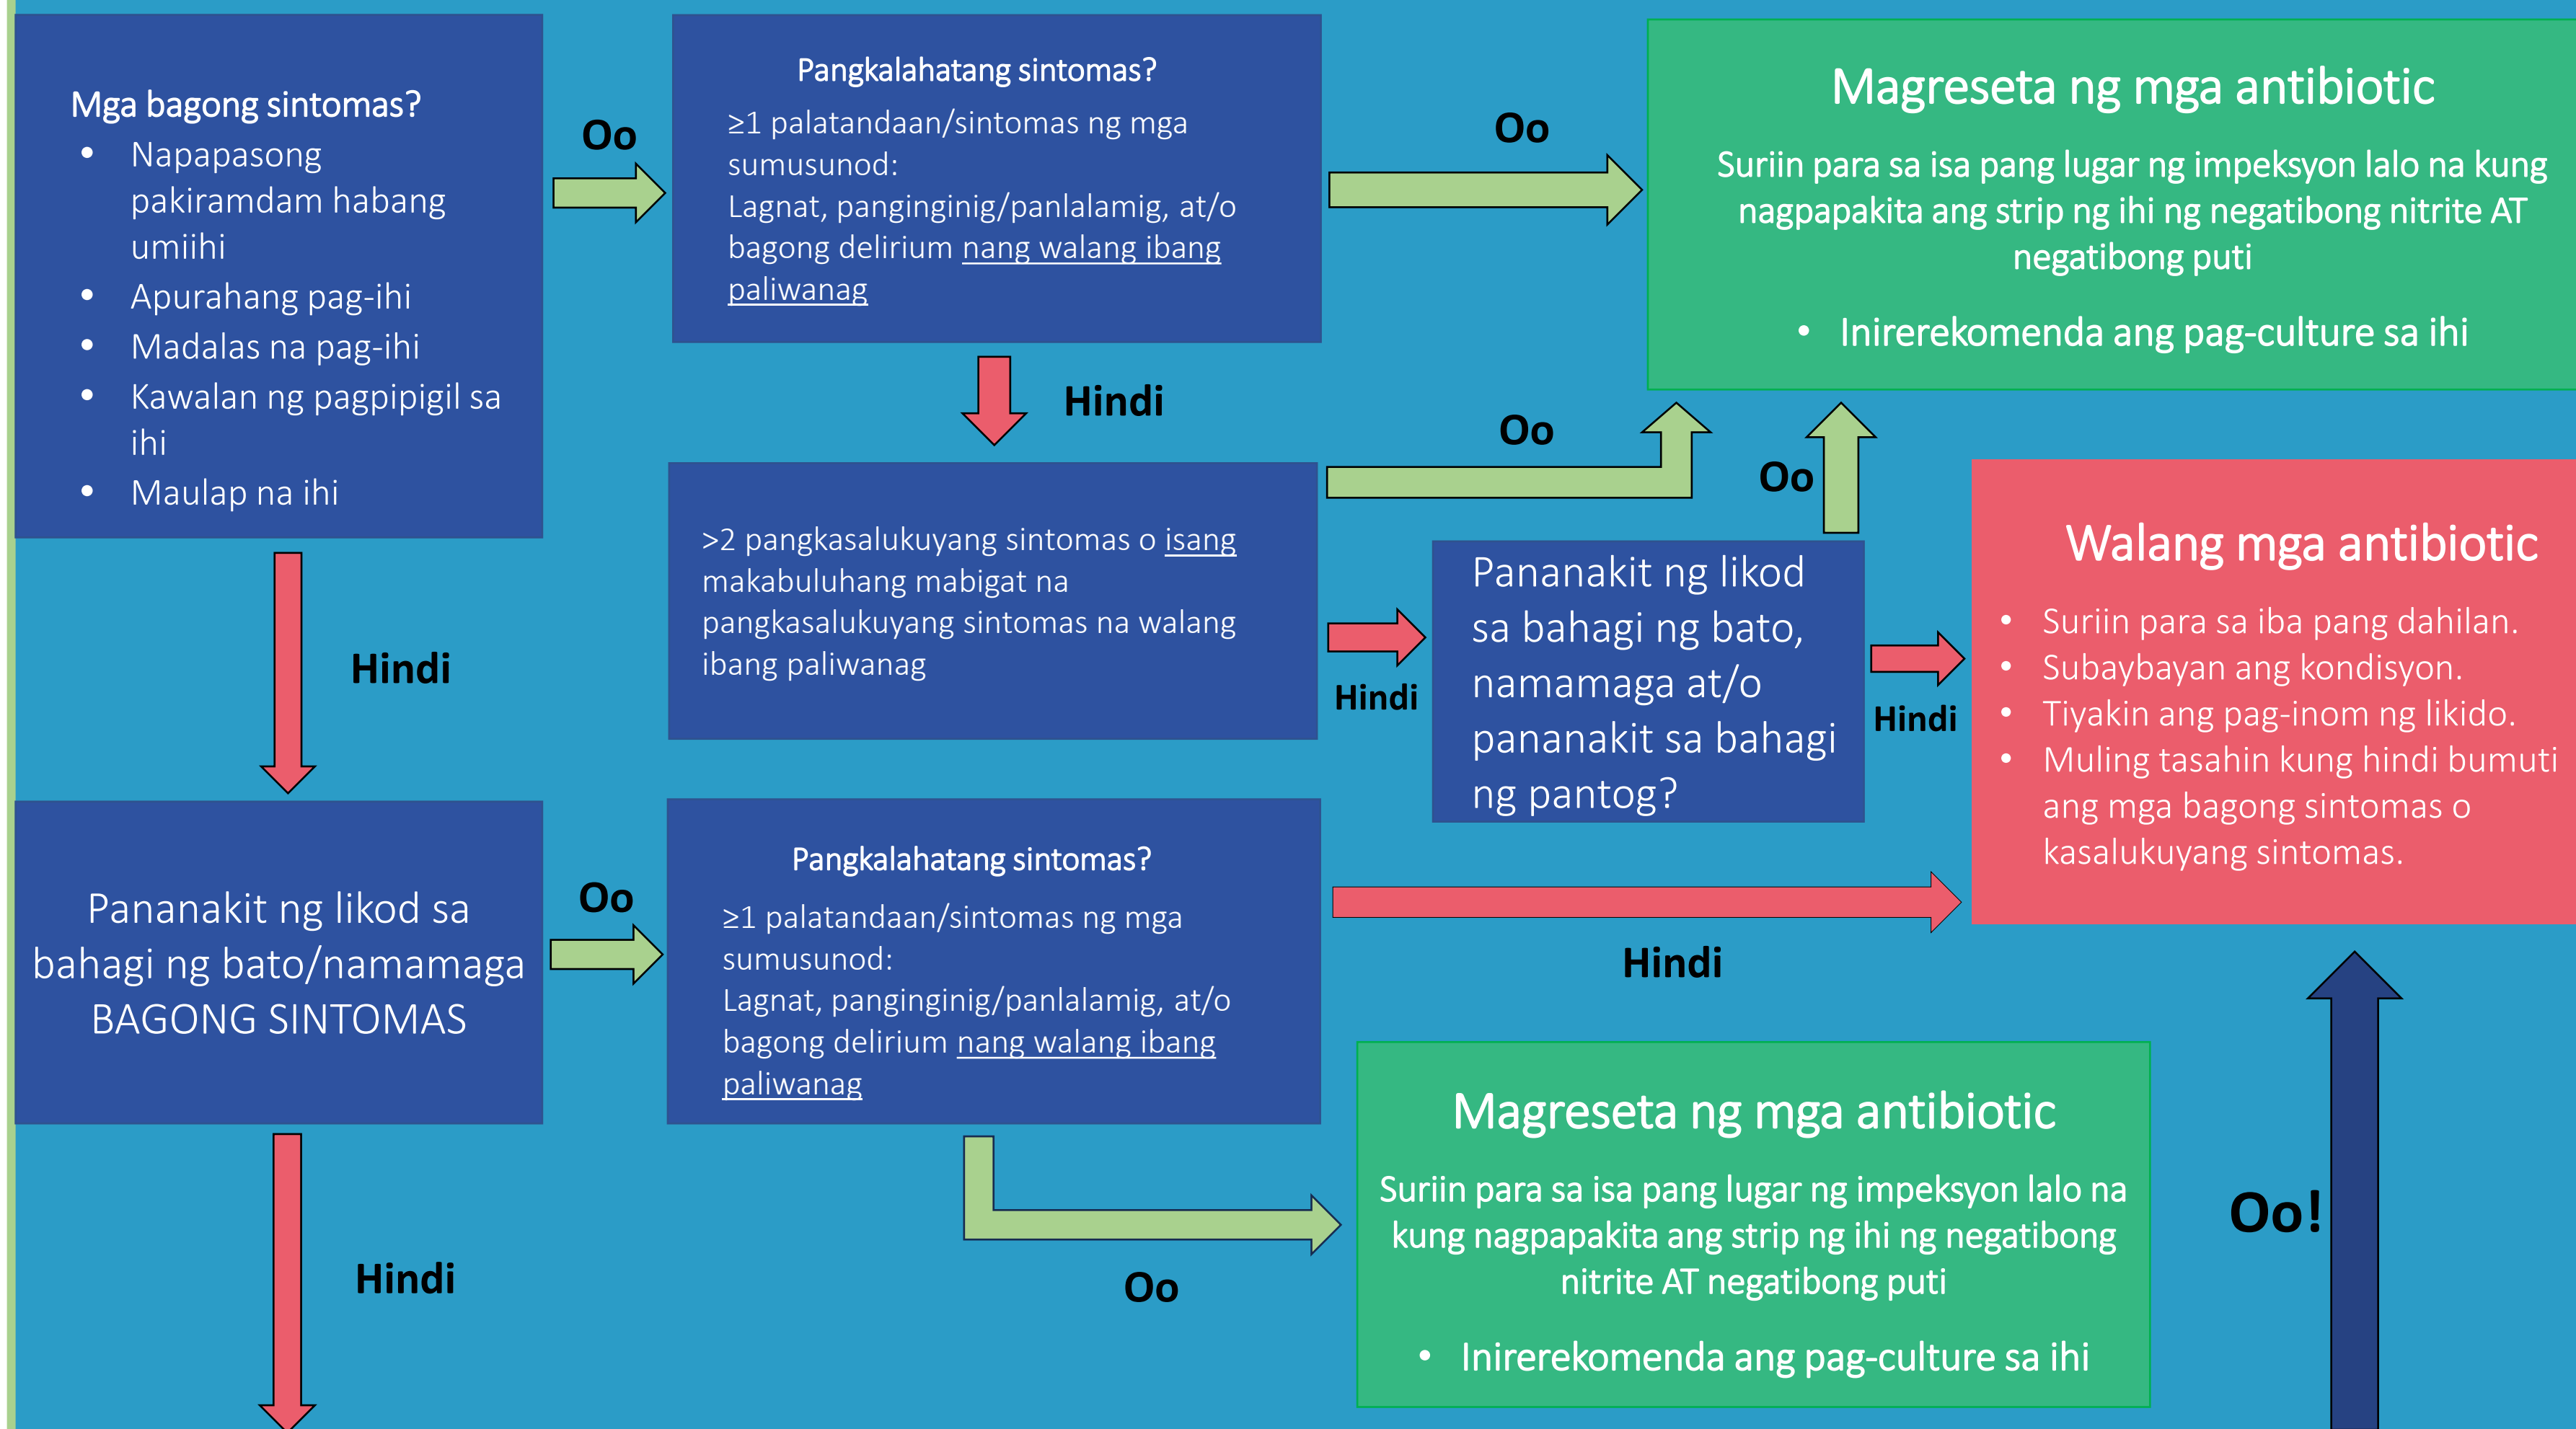 Mga bagong sintomas?
• Napapasong
pakiramdam habang
umiihi
• Apurahang pag-ihi
• Madalas na pag-ihi
• Kawalan ng pagpipigil sa
ihi
• Maulap na ihi
Oo
Pangkalahatang sintomas?
≥1 palatandaan/sintomas ng mga
sumusunod:
Lagnat, panginginig/panlalamig, at/o
bagong delirium nang walang ibang
paliwanag
Oo
Magreseta ng mga antibiotic
Suriin para sa isa pang lugar ng impeksyon lalo na kung
nagpapakita ang strip ng ihi ng negatibong nitrite AT
negatibong puti
• Inirerekomenda ang pag-culture sa ihi
Hindi
Oo
Oo
>2 pangkasalukuyang sintomas o isang
makabuluhang mabigat na
pangkasalukuyang sintomas na walang
ibang paliwanag
Hindi
Pananakit ng likod
sa bahagi ng bato,
namamaga at/o
pananakit sa bahagi
ng pantog?
Hindi
Walang mga antibiotic
• Suriin para sa iba pang dahilan.
• Subaybayan ang kondisyon.
• Tiyakin ang pag-inom ng likido.
• Muling tasahin kung hindi bumuti
ang mga bagong sintomas o
kasalukuyang sintomas.
Hindi
Pananakit ng likod sa
bahagi ng bato/namamaga
BAGONG SINTOMAS
Oo
Pangkalahatang sintomas?
≥1 palatandaan/sintomas ng mga
sumusunod:
Lagnat, panginginig/panlalamig, at/o
bagong delirium nang walang ibang
paliwanag
Hindi
Oo
Magreseta ng mga antibiotic
Suriin para sa isa pang lugar ng impeksyon lalo na
kung nagpapakita ang strip ng ihi ng negatibong
nitrite AT negatibong puti
• Inirerekomenda ang pag-culture sa ihi
Oo!
Hindi